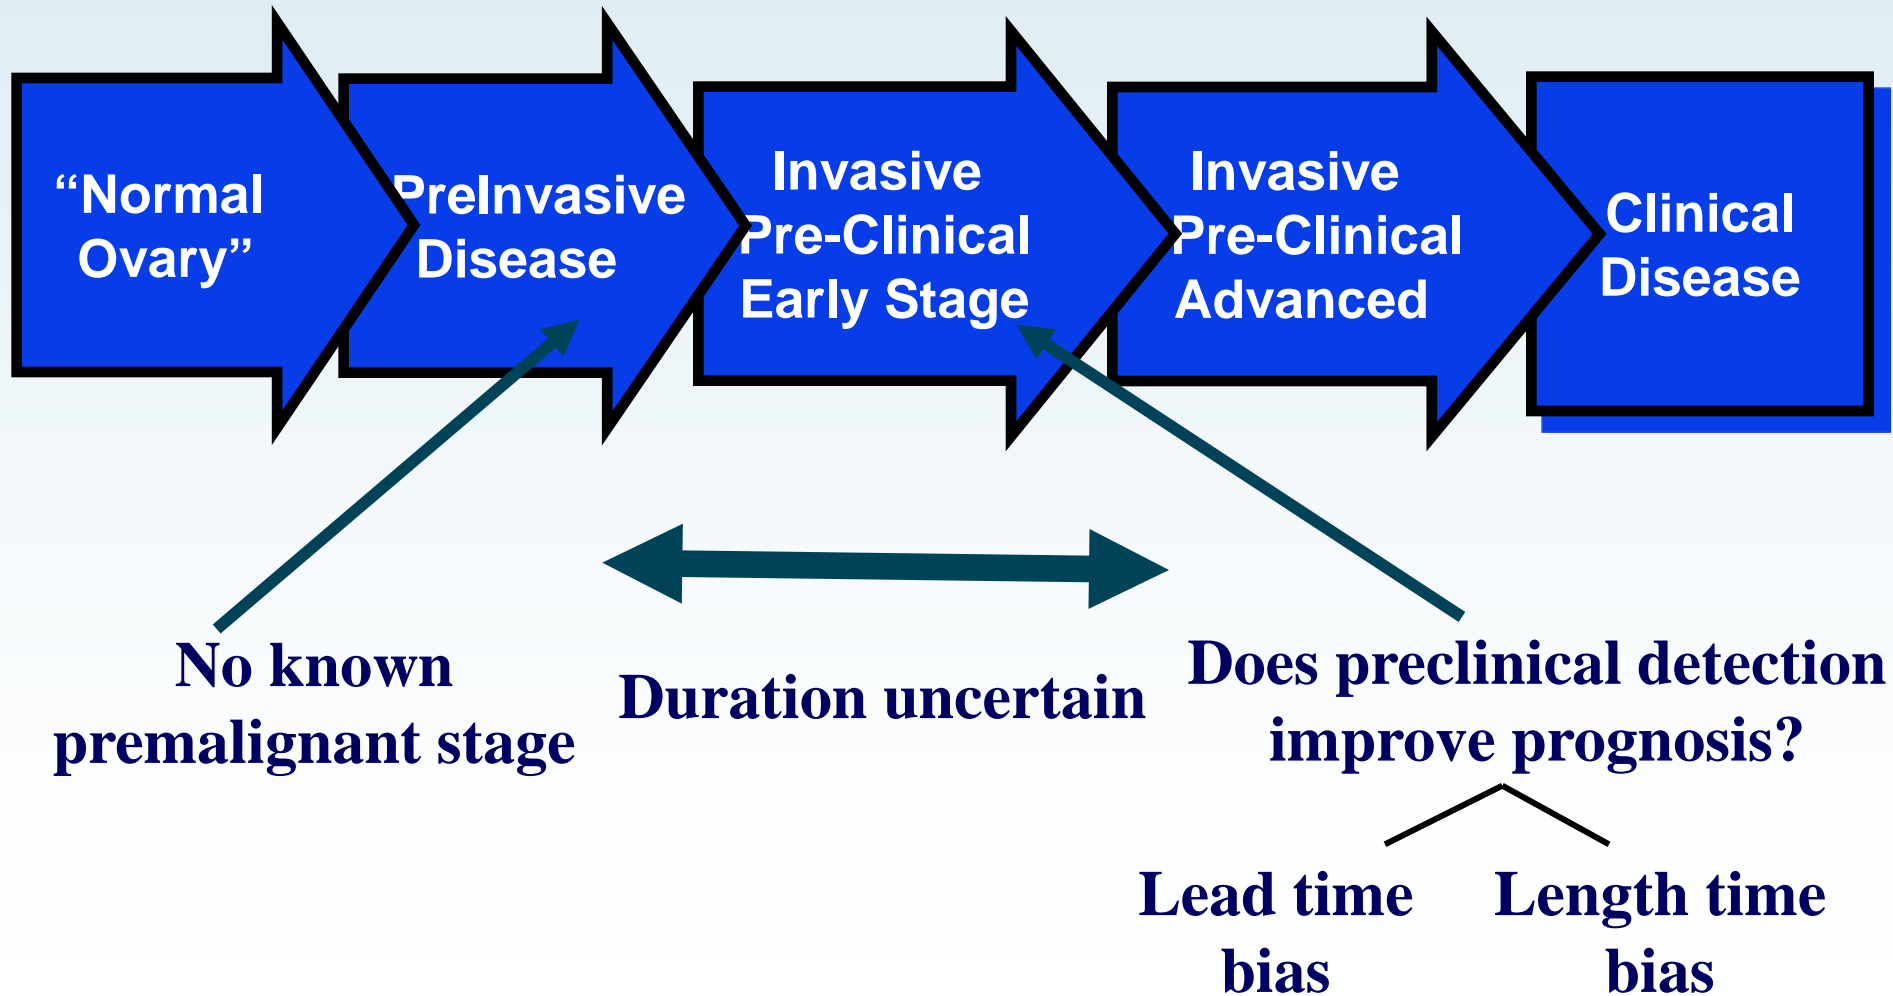 “Normal
Ovary”
PreInvasive
Disease
Invasive
Pre-Clinical
Early Stage
Invasive
Pre-Clinical
Advanced
Clinical
Disease
No known
premalignant stage
Duration uncertain
Does preclinical detection
improve prognosis?
Lead time
bias
Length time
bias